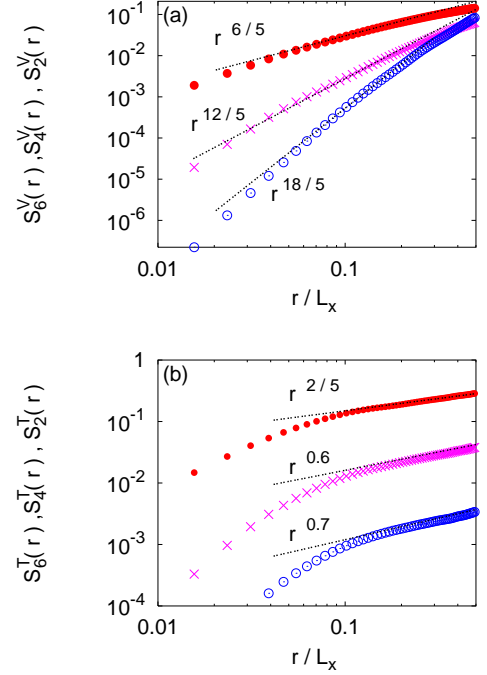 (a)
S_6^V(r) , S_4^V(r) , S_2^V(r)
10^-1
10^-2
10^-3
10^-4
10^-5
10^-6
r^6/5
r^12/5
r^18/5
0.01
0.1
r / L_x
(b)
S_6^T(r) , S_4^T(r) , S_2^T(r)
1
10^-1
10^-2
10^-3
10^-4
r^2/5
r^0.6
r^0.7
0.01
0.1
r / L_x